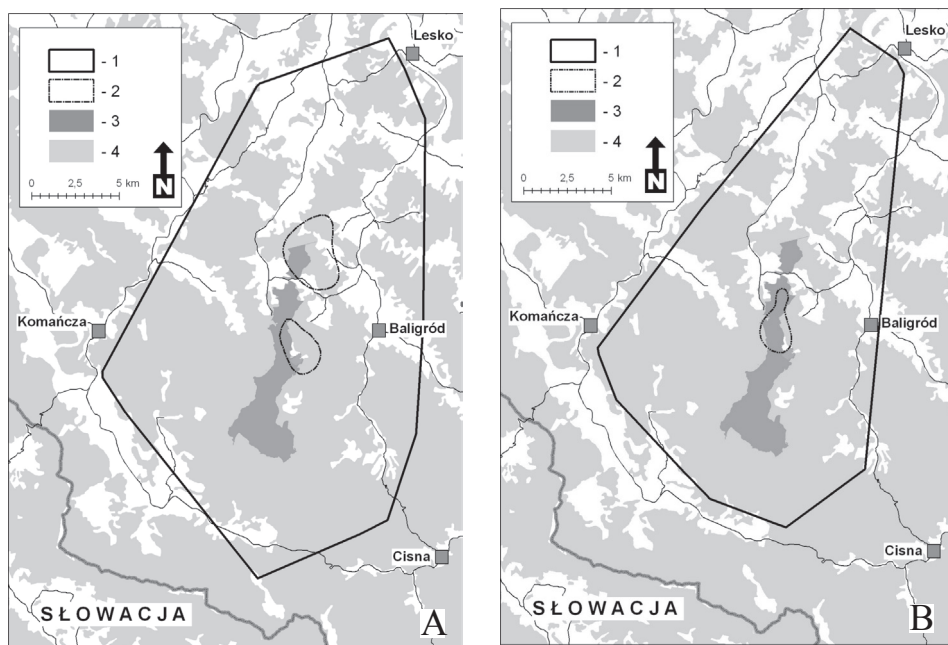 - 1
- 2
- 3
- 4
N
0 2,5 5 km
Lesko
Komańcza
Baligród
Cisna
SŁOWACJA
A
- 1
- 2
- 3
- 4
N
0 2,5 5 km
Lesko
Komańcza
Baligród
Cisna
SŁOWACJA
B